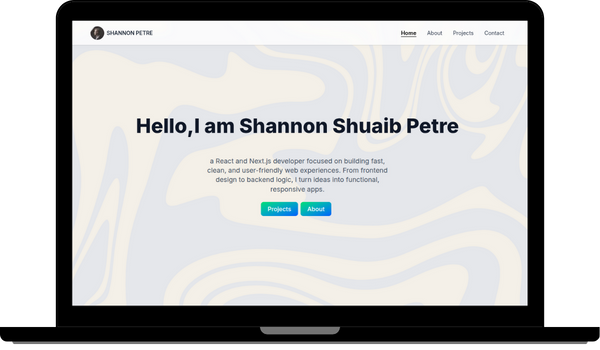 SHANNON PETRE
Home About Projects Contact
Hello,I am Shannon Shuaib Petre
a React and Next.js developer focused on building fast,
clean, and user-friendly web experiences. From frontend
design to backend logic, I turn ideas into functional,
responsive apps.
Projects About